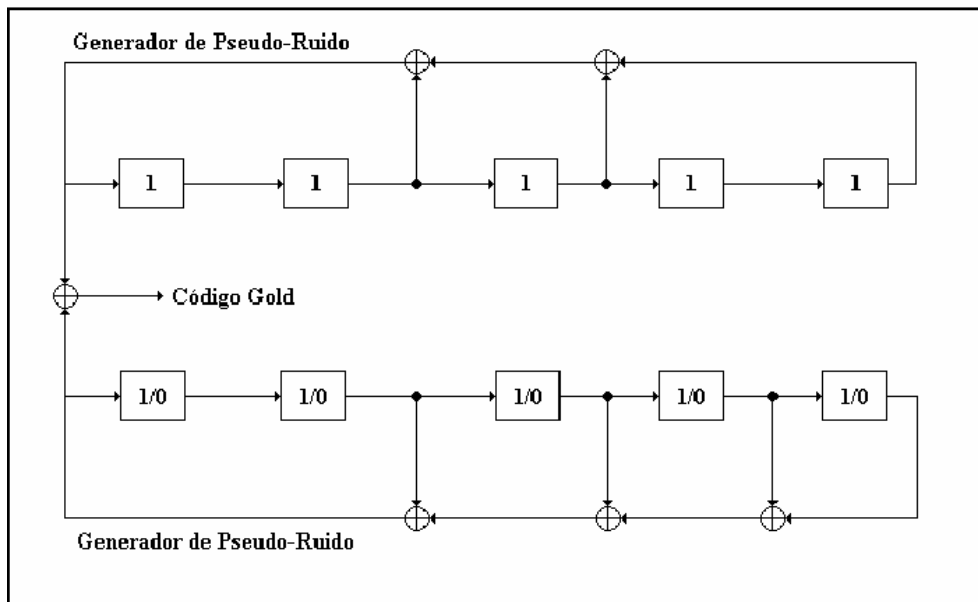 Generador de Pseudo-Ruido
1 1 1 1 1
Código Gold
1/0 1/0 1/0 1/0 1/0
Generador de Pseudo-Ruido